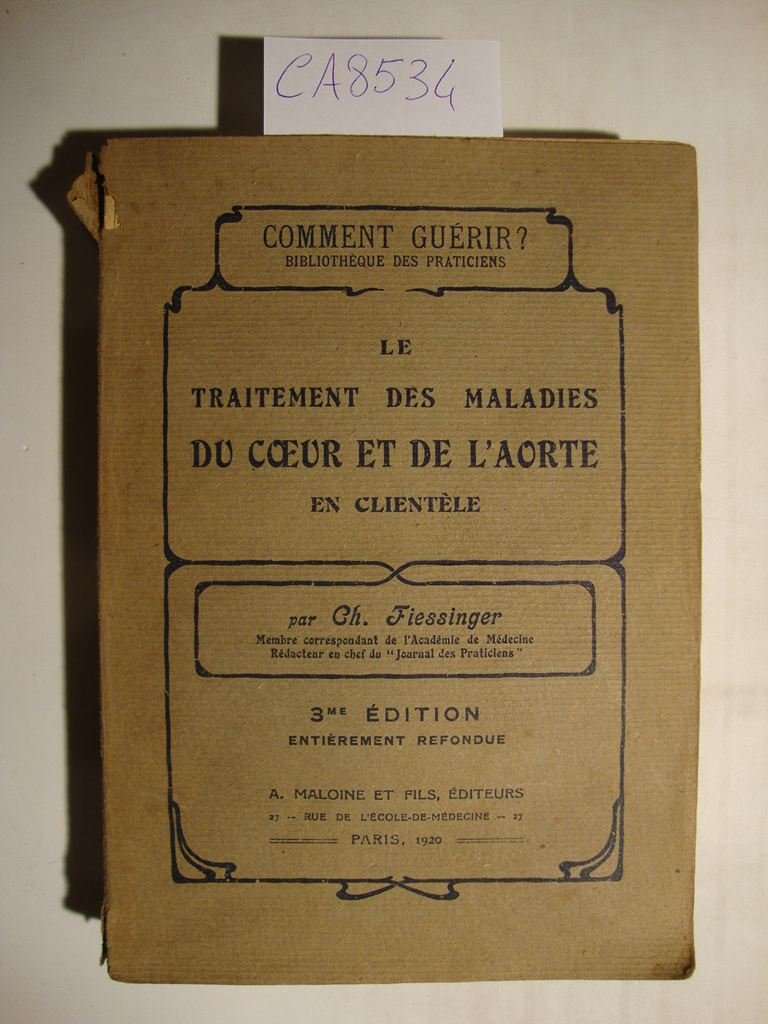 CA8534
COMMENT GUÉRIR?
BIBLIOTHÈQUE DES PRATICIENS
LE
TRAITEMENT DES MALADIES
DU CŒUR ET DE L'AORTE
EN CLIENTÈLE
par Ch. Fiessinger
Membre correspondant de l'Académie de Médecine
Rédacteur en chef du "Journal des Praticiens"
3ME ÉDITION
ENTIÈREMENT REFONDUE
A. MALOINE ET FILS, ÉDITEURS
27 -- RUE DE L'ÉCOLE-DE-MÉDECINE -- 27
PARIS, 1920